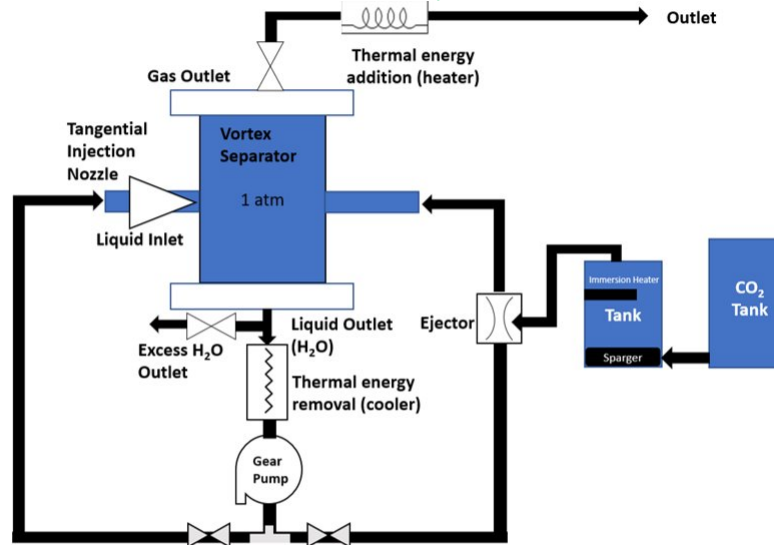 Outlet
Thermal energy
addition (heater)
Gas Outlet
Tangential
Injection
Nozzle
Vortex
Separator
1 atm
Liquid Inlet
Immersion Heater
Tank
Sparger
CO₂
Tank
Ejector
Liquid Outlet
(H₂O)
Excess H₂O
Outlet
Thermal energy
removal (cooler)
Gear
Pump